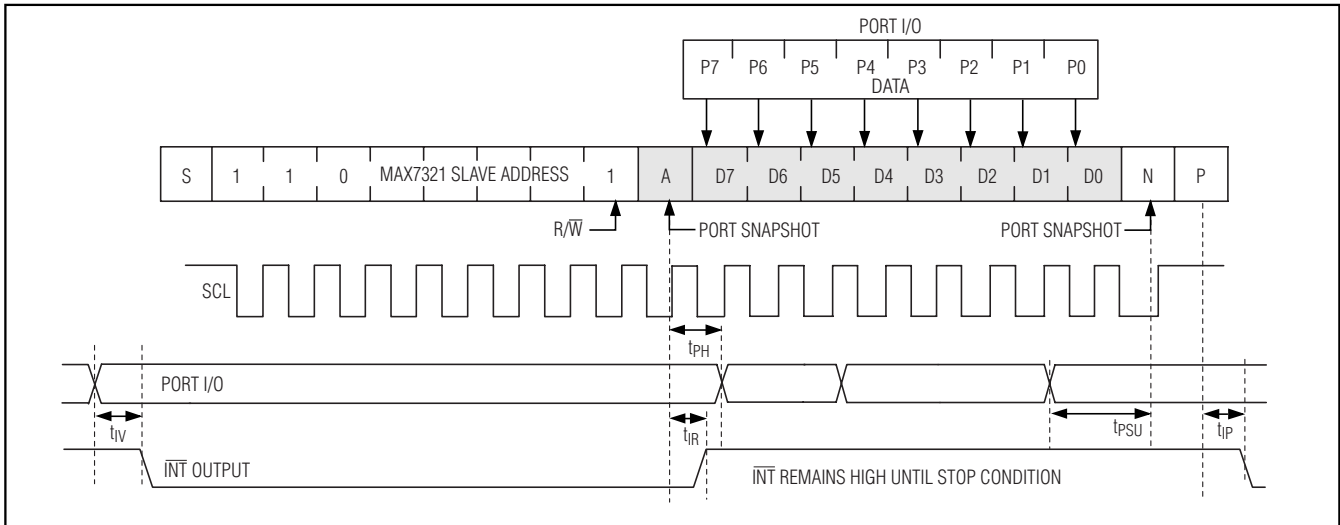 PORT I/O
P7 P6 P5 P4 P3 P2 P1 P0
DATA
S 1 1 0 MAX7321 SLAVE ADDRESS 1 A D7 D6 D5 D4 D3 D2 D1 D0 N P
R/W̅ PORT SNAPSHOT PORT SNAPSHOT
SCL
tPH
PORT I/O
tIV tIR tPSU tIP
I̅N̅T̅ OUTPUT I̅N̅T̅ REMAINS HIGH UNTIL STOP CONDITION